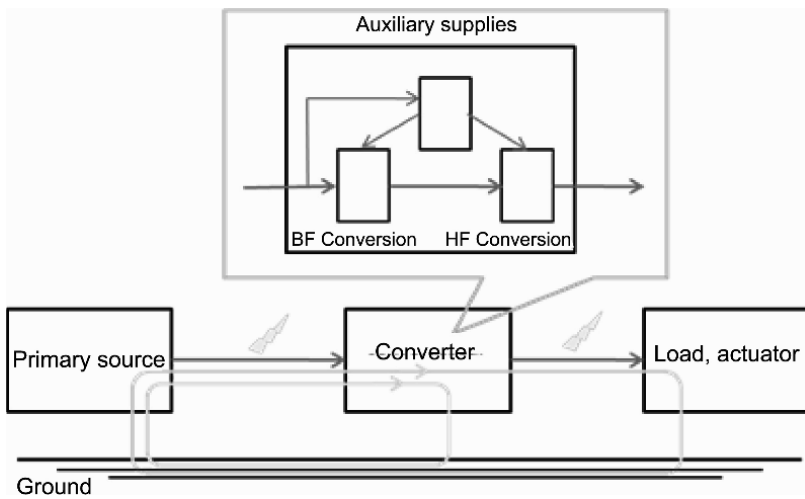 Auxiliary supplies
BF Conversion HF Conversion
Primary source
Converter
Load, actuator
Ground